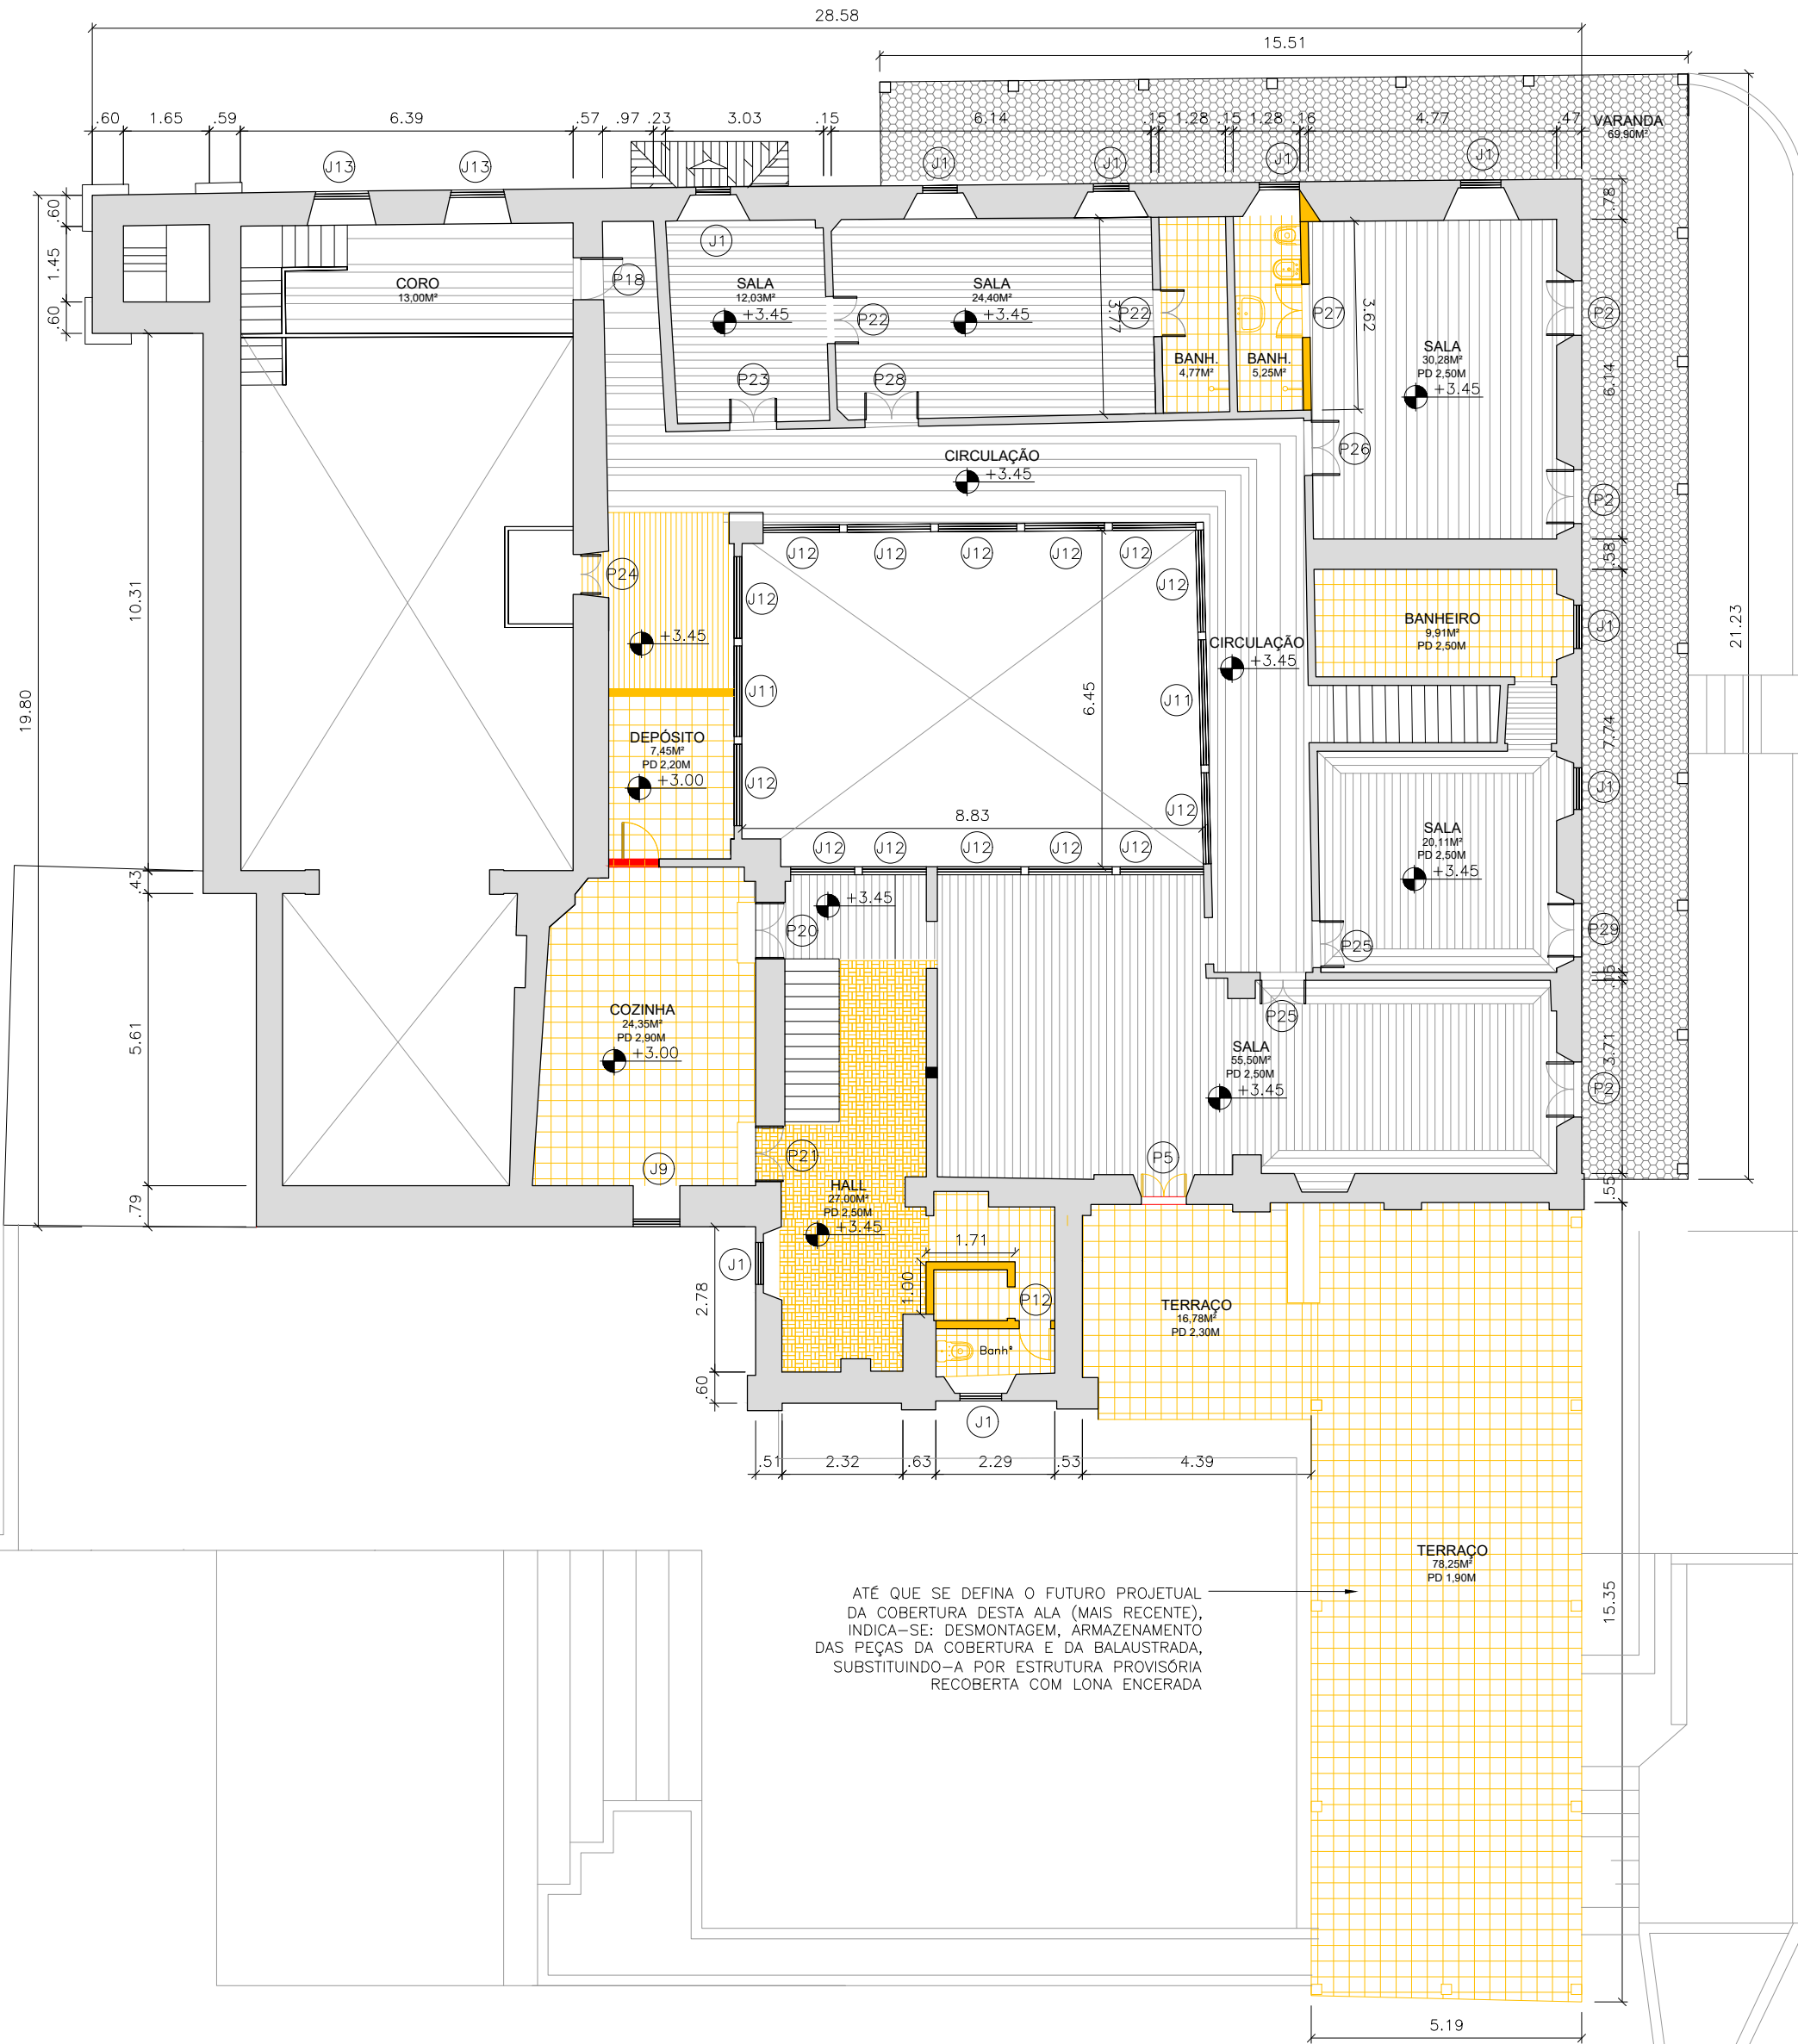 28.58
15.51
.60
1.65
.59
6.39
.57
.97
.23
3.03
.15
6.14
.15
1.28
.15
1.28
.16
4.77
.47
VARANDA
69,90M²
J13
J13
J1
J1
J1
J1
.60
1.45
.60
.78
J1
P18
CORO
13,00M²
SALA
12,03M²
+3.45
P22
SALA
24,40M²
+3.45
3.77
P22
P27
3.62
P2
BANH.
4,77M²
BANH.
5,25M²
SALA
30,28M²
PD 2,50M
+3.45
6.14
P23
P28
P26
CIRCULAÇÃO
+3.45
P2
J12
J12
J12
J12
J12
.58
P24
J12
J12
10.31
+3.45
BANHEIRO
9,91M²
PD 2,50M
J1
21.23
CIRCULAÇÃO
+3.45
19.80
J11
6.45
J11
DEPÓSITO
7,45M²
PD 2,20M
+3.00
7.74
J12
J12
J1
8.83
J12
J12
J12
J12
J12
SALA
20,11M²
PD 2,50M
+3.45
.43
+3.45
P20
P25
P29
.15
COZINHA
24,35M²
PD 2,90M
+3.00
5.61
P25
SALA
55,50M²
PD 2,50M
+3.45
3.71
P2
P21
P5
J9
HALL
27,00M²
PD 2,50M
+3.45
.79
.55
1.71
J1
1.00
2.78
P12
TERRAÇO
16,78M²
PD 2,30M
Banhº
.60
J1
.51
2.32
.63
2.29
.53
4.39
TERRAÇO
78,25M²
PD 1,90M
15.35
ATÉ QUE SE DEFINA O FUTURO PROJETUAL
DA COBERTURA DESTA ALA (MAIS RECENTE),
INDICA-SE: DESMONTAGEM, ARMAZENAMENTO
DAS PEÇAS DA COBERTURA E DA BALAUSTRADA,
SUBSTITUINDO-A POR ESTRUTURA PROVISÓRIA
RECOBERTA COM LONA ENCERADA
5.19